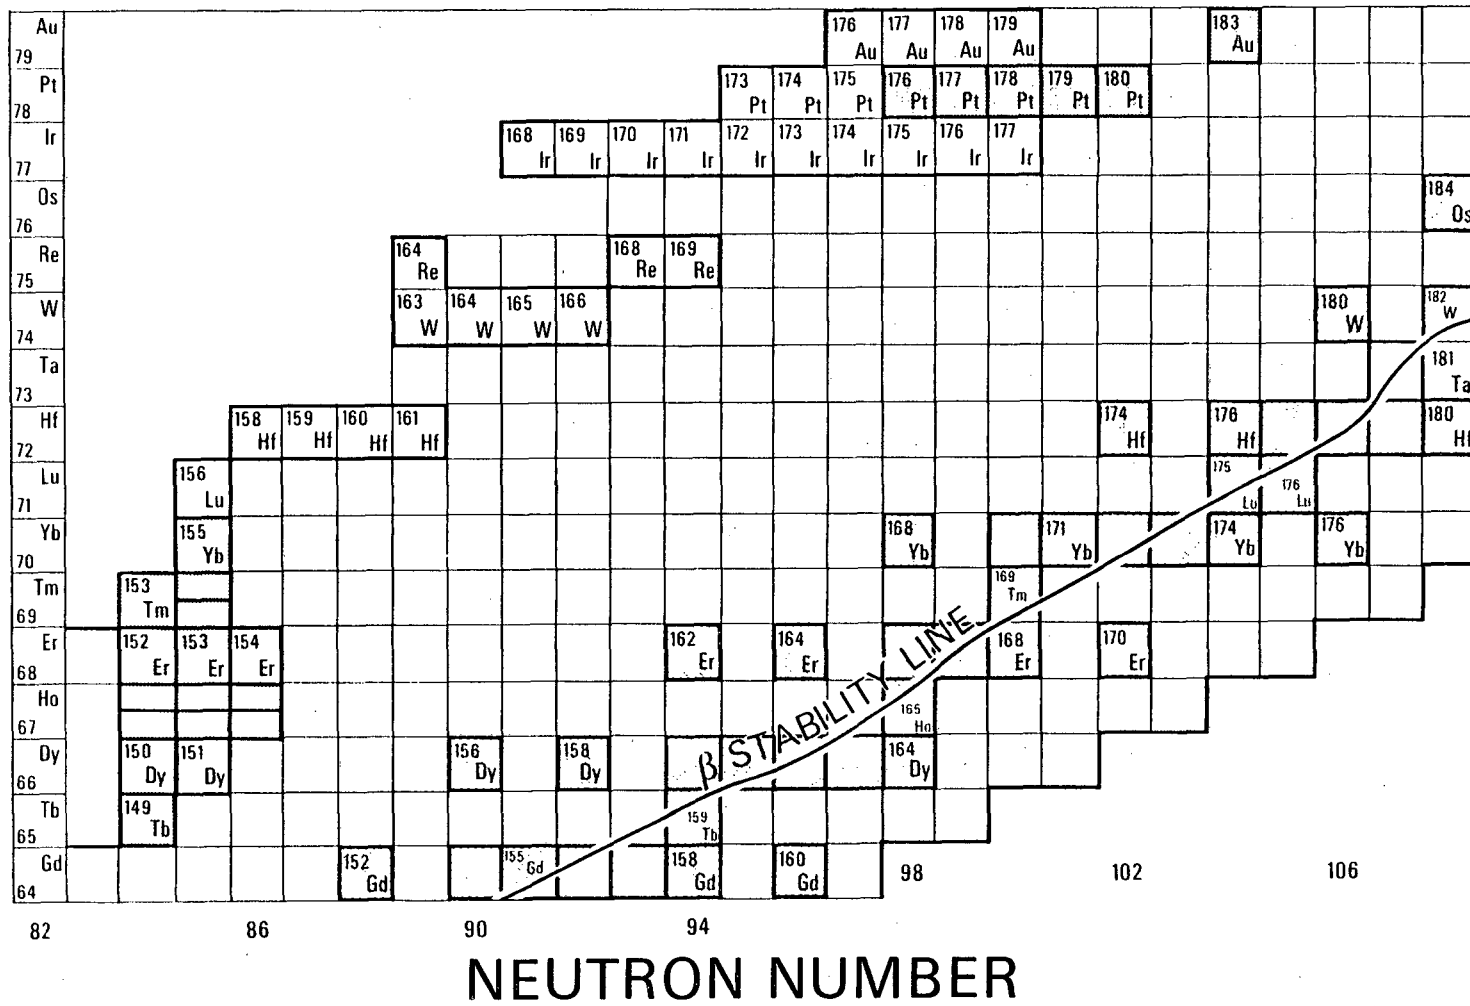 Au 176 177 178 179 183
79 Au Au Au Au Au
Pt 173 174 175 176 177 178 179 180
78 Pt Pt Pt Pt Pt Pt Pt Pt
Ir 168 169 170 171 172 173 174 175 176 177
77 Ir Ir Ir Ir Ir Ir Ir Ir Ir Ir
Os 184
76 Os
Re 164 168 169
75 Re Re Re
W 163 164 165 166 180 182
74 W W W W W W
Ta 181
73 Ta
Hf 158 159 160 161 174 176 180
72 Hf Hf Hf Hf Hf Hf Hf
Lu 156 175 176
71 Lu Lu Lu
Yb 155 168 171 174 176
70 Yb Yb Yb Yb Yb
Tm 153 169
69 Tm Tm
Er 152 153 154 162 164 168 170
68 Er Er Er Er Er Er Er
Ho 165
67 Ho
Dy 150 151 156 158 164
66 Dy Dy Dy Dy Dy
β STABILITY LINE
Tb 149 159
65 Tb Tb
Gd 152 155 158 160
64 Gd Gd Gd Gd
98 102 106
82 86 90 94
NEUTRON NUMBER